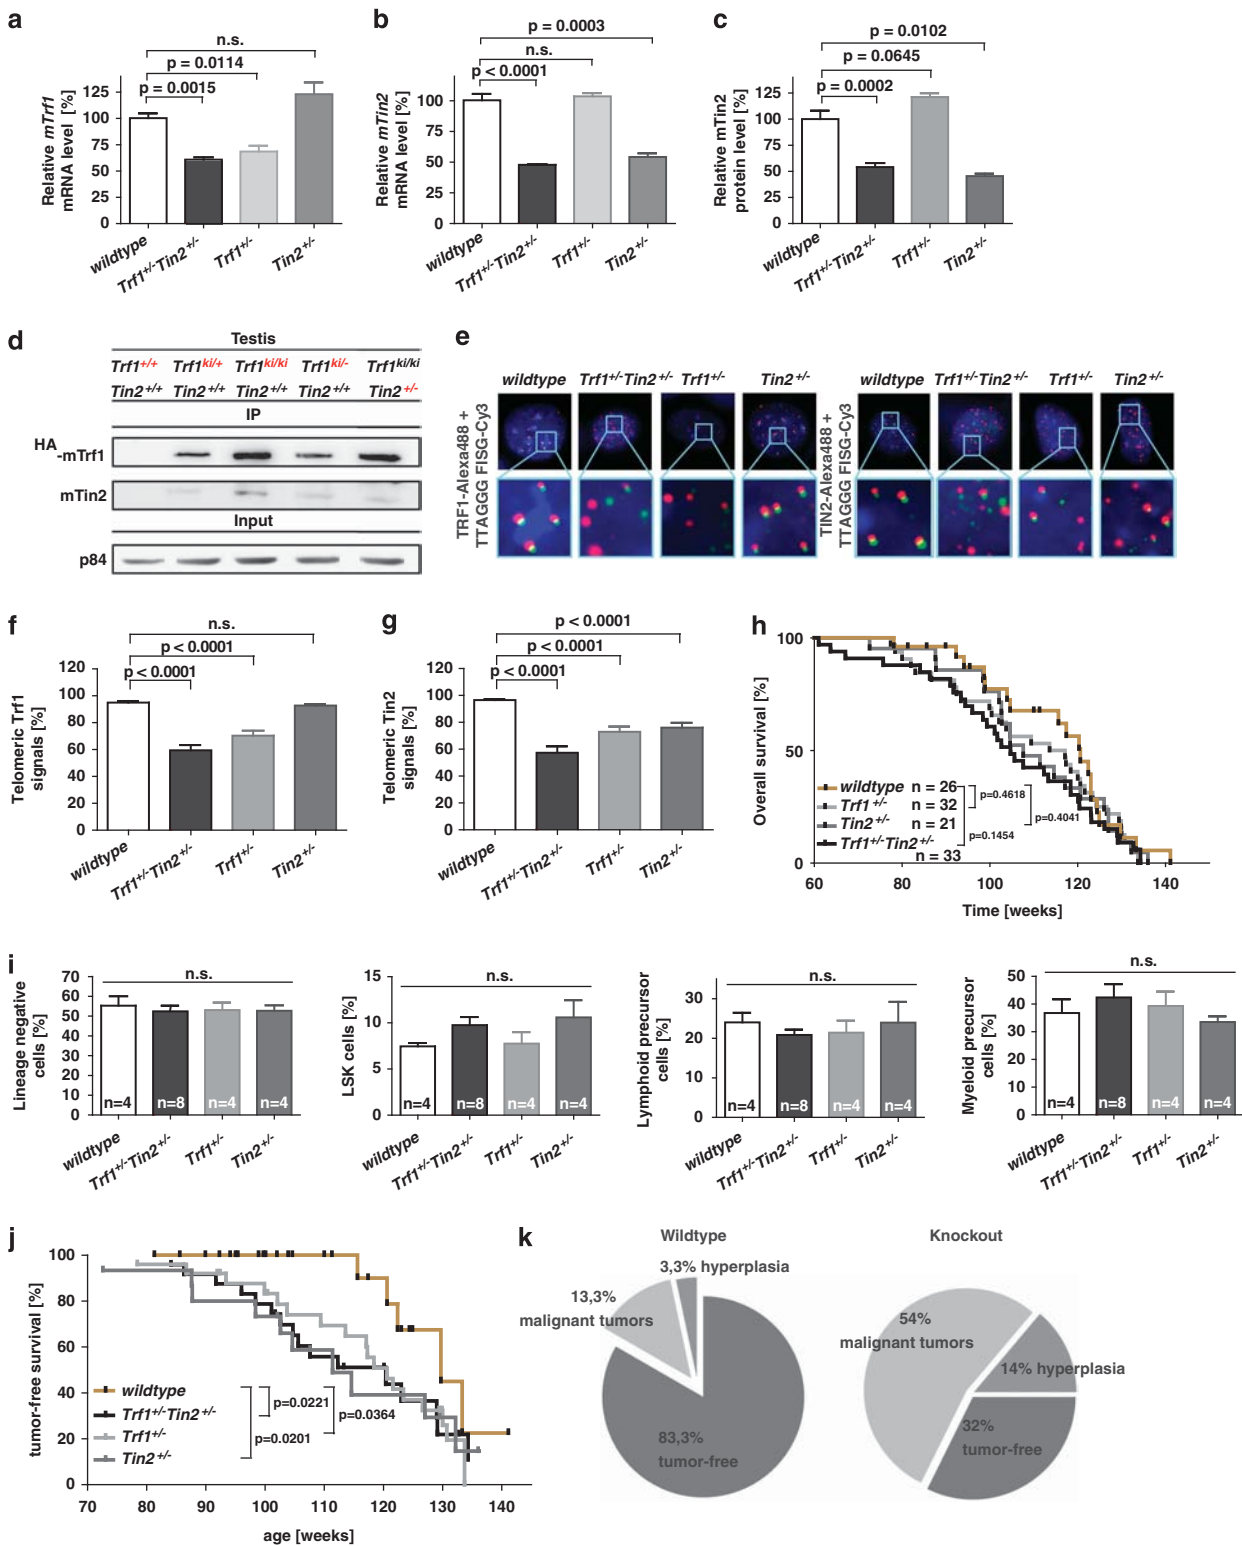 a
n.s.
p = 0.0114
p = 0.0015
Relative mTrf1
mRNA level [%]
125
100
75
50
25
0
wildtype
Trf1+/-Tin2+/-
Trf1+/-
Tin2+/-
b
p = 0.0003
n.s.
p < 0.0001
Relative mTin2
mRNA level [%]
100
75
50
25
0
wildtype
Trf1+/-Tin2+/-
Trf1+/-
Tin2+/-
c
p = 0.0102
p = 0.0645
p = 0.0002
Relative mTin2
protein level [%]
125
100
75
50
25
0
wildtype
Trf1+/-Tin2+/-
Trf1+/-
Tin2+/-
d
Testis
Trf1+/+ Trf1ki/+ Trf1ki/ki Trf1ki/- Trf1ki/ki
Tin2+/+ Tin2+/+ Tin2+/+ Tin2+/+ Tin2+/-
IP
HA-mTrf1
mTin2
Input
p84
e
wildtype Trf1+/-Tin2+/- Trf1+/- Tin2+/-
TRF1-Alexa488 +
TTAGGG FISG-Cy3
wildtype Trf1+/-Tin2+/- Trf1+/- Tin2+/-
TIN2-Alexa488 +
TTAGGG FISG-Cy3
f
n.s.
p < 0.0001
p < 0.0001
Telomeric Trf1
signals [%]
120
100
80
60
40
20
0
wildtype
Trf1+/-Tin2+/-
Trf1+/-
Tin2+/-
g
p < 0.0001
p < 0.0001
p < 0.0001
Telomeric Tin2
signals [%]
120
100
80
60
40
20
0
wildtype
Trf1+/-Tin2+/-
Trf1+/-
Tin2+/-
h
Overall survival [%]
100
50
0
wildtype n = 26
Trf1+/- n = 32
Tin2+/- n = 21
Trf1+/-Tin2+/-
n = 33
p=0.4618
p=0.4041
p=0.1454
60 80 100 120 140
Time [weeks]
i
n.s.
Lineage negative
cells [%]
70
60
50
40
30
20
10
0
n=4 n=8 n=4 n=4
wildtype
Trf1+/-Tin2+/-
Trf1+/-
Tin2+/-
n.s.
LSK cells [%]
15
10
5
0
n=4 n=8 n=4 n=4
wildtype
Trf1+/-Tin2+/-
Trf1+/-
Tin2+/-
n.s.
Lymphoid precursor
cells [%]
30
20
10
0
n=4 n=8 n=4 n=4
wildtype
Trf1+/-Tin2+/-
Trf1+/-
Tin2+/-
n.s.
Myeloid precursor
cells [%]
50
40
30
20
10
0
n=4 n=8 n=4 n=4
wildtype
Trf1+/-Tin2+/-
Trf1+/-
Tin2+/-
j
tumor-free survival [%]
100
80
60
40
20
0
wildtype
Trf1+/-Tin2+/-
Trf1+/-
Tin2+/-
p=0.0221
p=0.0364
p=0.0201
70 80 90 100 110 120 130 140
age [weeks]
k
Wildtype
3,3% hyperplasia
13,3%
malignant tumors
83,3%
tumor-free
Knockout
54%
malignant tumors
14% hyperplasia
32%
tumor-free